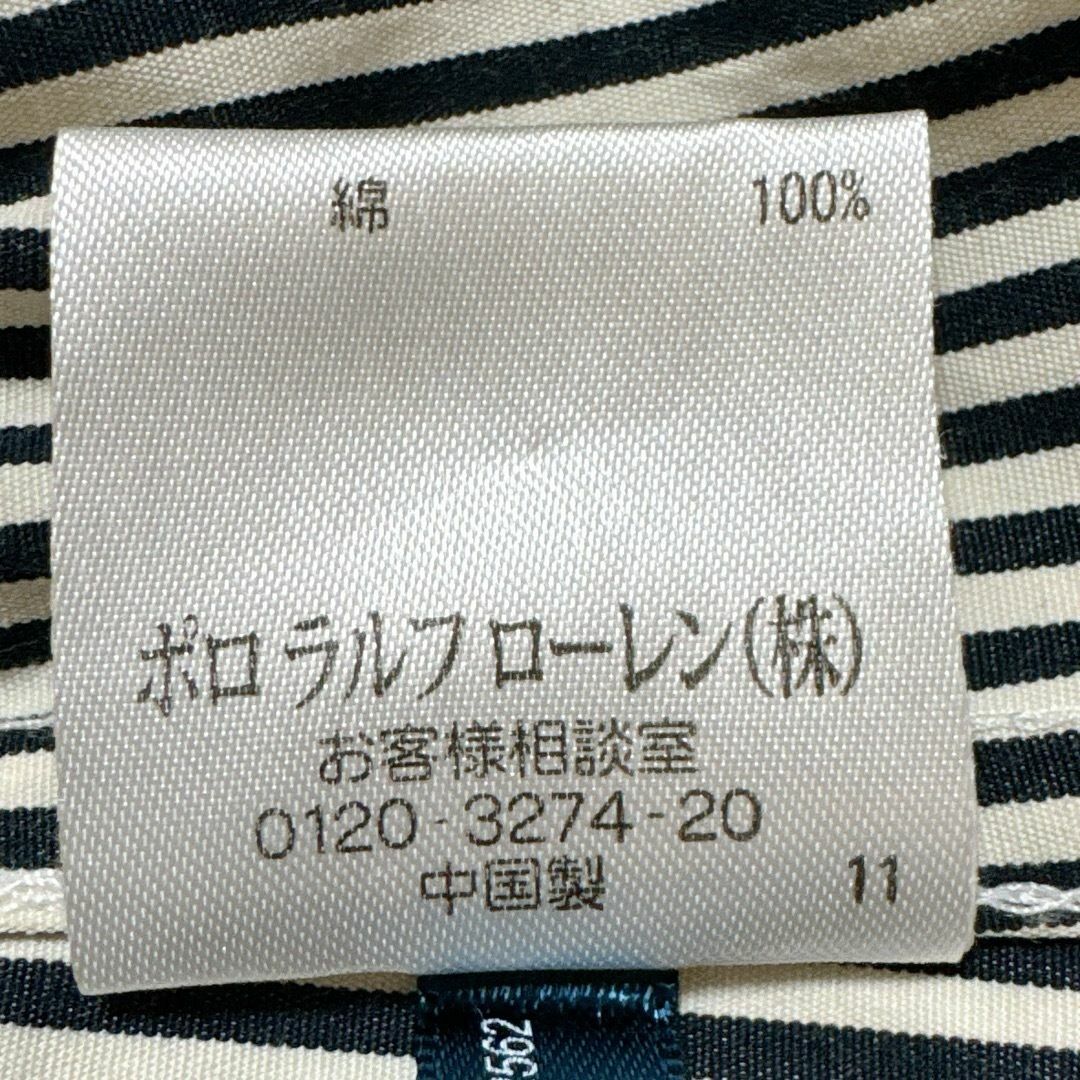 綿 100%
ポロ ラルフ ローレン(株)
お客様相談室
0120-3274-20
中国製 11
562